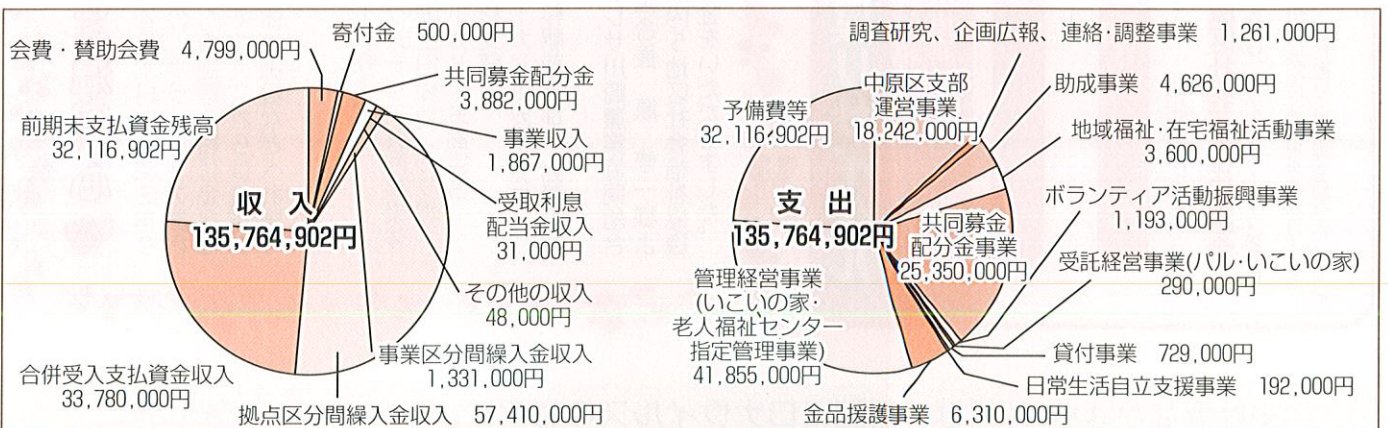 会費・賛助会費 4,799,000円
寄付金 500,000円
共同募金配分金
3,882,000円
事業収入
1,867,000円
受取利息
配当金収入
31,000円
その他の収入
48,000円
事業区分間繰入金収入
1,331,000円
拠点区分間繰入金収入 57,410,000円
合併受入支払資金収入
33,780,000円
前期末支払資金残高
32,116,902円
収 入
135,764,902円
調査研究、企画広報、連絡・調整事業 1,261,000円
中原区支部
運営事業
18,242,000円
助成事業 4,626,000円
地域福祉・在宅福祉活動事業
3,600,000円
共同募金
配分金事業
25,350,000円
ボランティア活動振興事業
1,193,000円
受託経営事業(パル・いこいの家)
290,000円
貸付事業 729,000円
日常生活自立支援事業 192,000円
金品援護事業 6,310,000円
管理経営事業
(いこいの家・
老人福祉センター
指定管理事業)
41,855,000円
予備費等
32,116,902円
支 出
135,764,902円